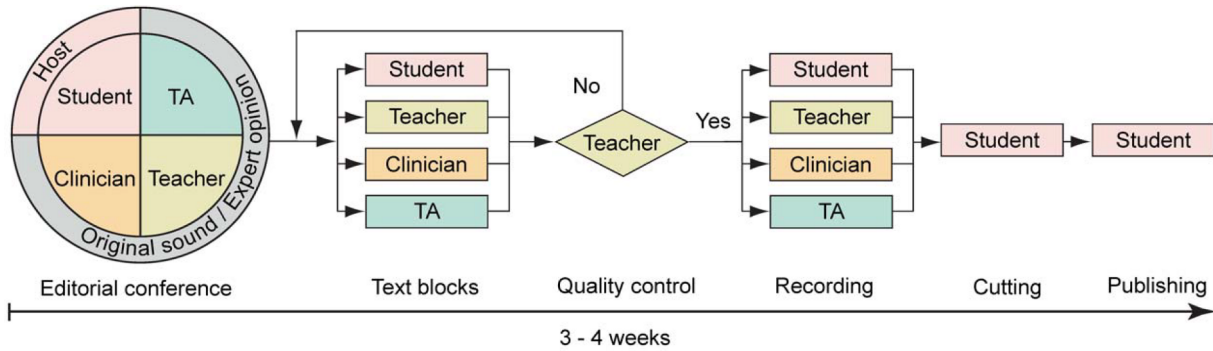 Host
Student
TA
Clinician
Teacher
Original sound / Expert opinion
Student
Teacher
Clinician
TA
No
Teacher
Yes
Student
Teacher
Clinician
TA
Student
Student
Editorial conference
Text blocks
Quality control
Recording
Cutting
Publishing
3 - 4 weeks